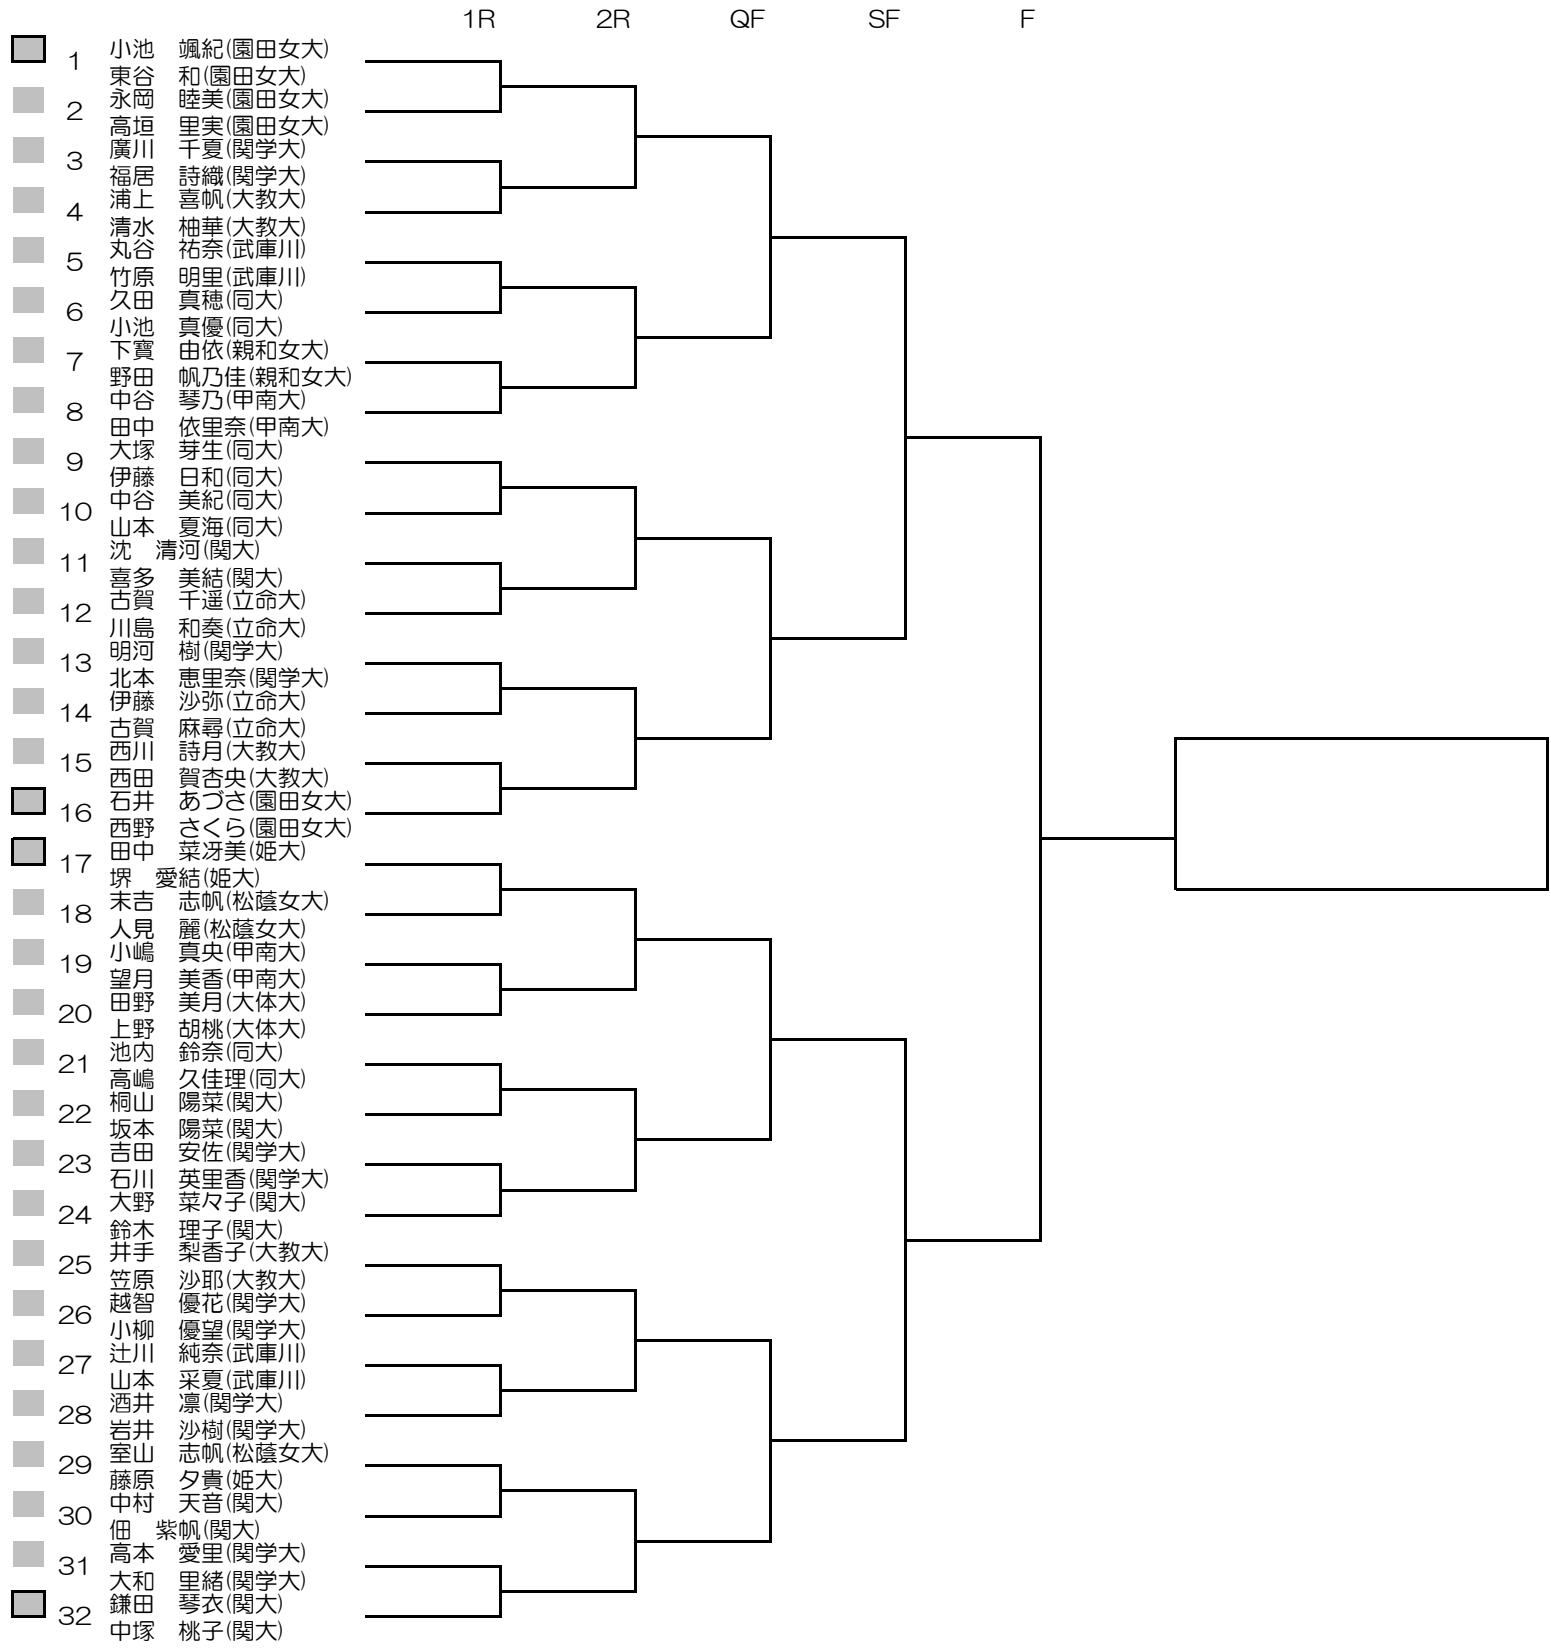 1R 2R QF SF F
1 小池　颯紀(園田女大)
東谷　和(園田女大)
2 永岡　睦美(園田女大)
高垣　里実(園田女大)
3 廣川　千夏(関学大)
福居　詩織(関学大)
4 浦上　喜帆(大教大)
清水　柚華(大教大)
5 丸谷　祐奈(武庫川)
竹原　明里(武庫川)
6 久田　真穂(同大)
小池　真優(同大)
7 下寶　由依(親和女大)
野田　帆乃佳(親和女大)
8 中谷　琴乃(甲南大)
田中　依里奈(甲南大)
9 大塚　芽生(同大)
伊藤　日和(同大)
10 中谷　美紀(同大)
山本　夏海(同大)
11 沈　清河(関大)
喜多　美結(関大)
12 古賀　千遥(立命大)
川島　和奏(立命大)
13 明河　樹(関学大)
北本　恵里奈(関学大)
14 伊藤　沙弥(立命大)
古賀　麻尋(立命大)
15 西川　詩月(大教大)
西田　賀杏央(大教大)
16 石井　あづさ(園田女大)
西野　さくら(園田女大)
17 田中　菜冴美(姫大)
堺　愛結(姫大)
18 末吉　志帆(松蔭女大)
人見　麗(松蔭女大)
19 小嶋　真央(甲南大)
望月　美香(甲南大)
20 田野　美月(大体大)
上野　胡桃(大体大)
21 池内　鈴奈(同大)
高嶋　久佳理(同大)
22 桐山　陽菜(関大)
坂本　陽菜(関大)
23 吉田　安佐(関学大)
石川　英里香(関学大)
24 大野　菜々子(関大)
鈴木　理子(関大)
25 井手　梨香子(大教大)
笠原　沙耶(大教大)
26 越智　優花(関学大)
小柳　優望(関学大)
27 辻川　純奈(武庫川)
山本　采夏(武庫川)
28 酒井　凛(関学大)
岩井　沙樹(関学大)
29 室山　志帆(松蔭女大)
藤原　夕貴(姫大)
30 中村　天音(関大)
佃　紫帆(関大)
31 高本　愛里(関学大)
大和　里緒(関学大)
32 鎌田　琴衣(関大)
中塚　桃子(関大)